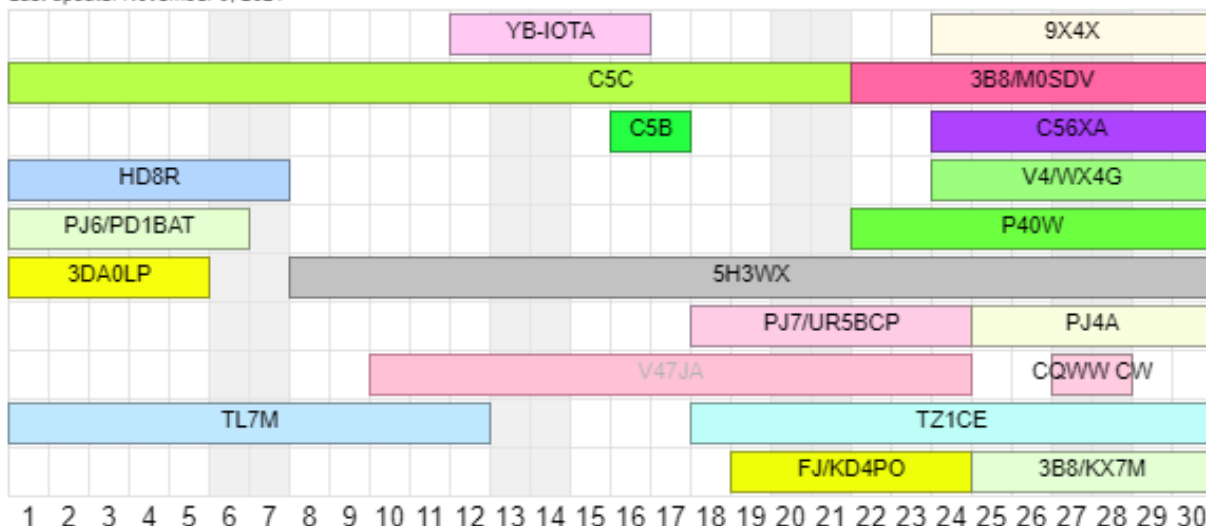 YB-IOTA 9X4X
C5C 3B8/M0SDV
C5B C56XA
HD8R V4/WX4G
PJ6/PD1BAT P40W
3DA0LP 5H3WX
PJ7/UR5BCP PJ4A
V47JA CQWW CW
TL7M TZ1CE
FJ/KD4PO 3B8/KX7M
1 2 3 4 5 6 7 8 9 10 11 12 13 14 15 16 17 18 19 20 21 22 23 24 25 26 27 28 29 30